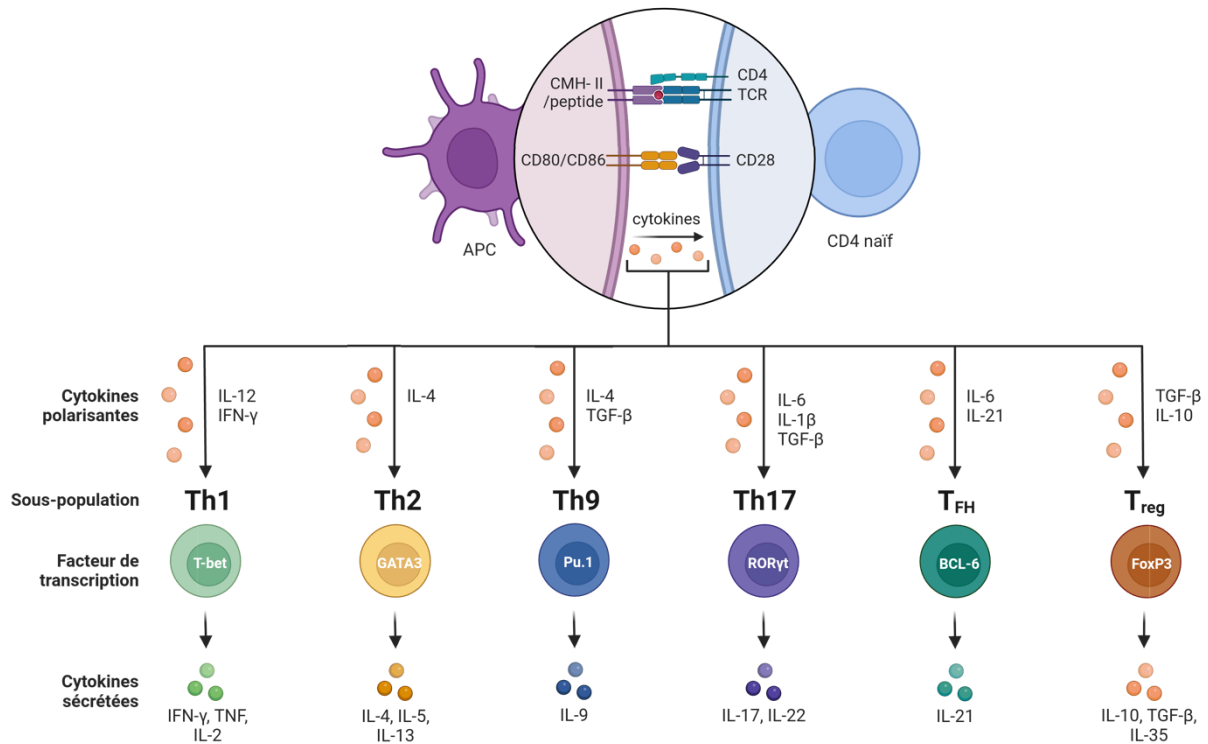 CMH- II
/peptide
CD4
TCR
CD80/CD86
CD28
cytokines
APC
CD4 naïf
Cytokines
polarisantes
IL-12
IFN-γ
IL-4
IL-4
TGF-β
IL-6
IL-1β
TGF-β
IL-6
IL-21
TGF-β
IL-10
Sous-population
Th1
Th2
Th9
Th17
TFH
Treg
Facteur de
transcription
T-bet
GATA3
Pu.1
RORγt
BCL-6
FoxP3
Cytokines
sécrétées
IFN-γ, TNF,
IL-2
IL-4, IL-5,
IL-13
IL-9
IL-17, IL-22
IL-21
IL-10, TGF-β,
IL-35